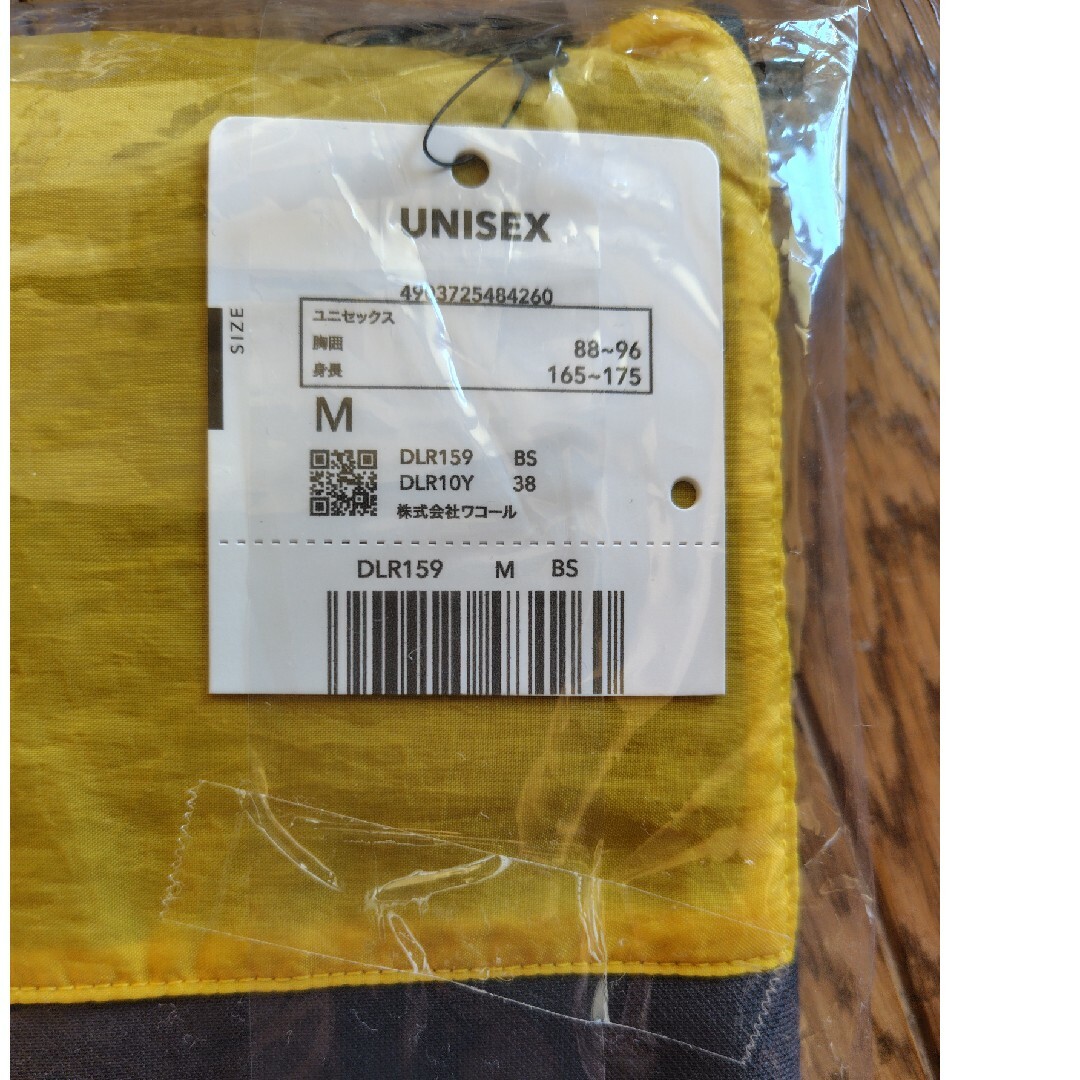 UNISEX
4903725484260
SIZE
ユニセックス
胸囲 88~96
身長 165~175
M
DLR159 BS
DLR10Y 38
株式会社ワコール
DLR159 M BS